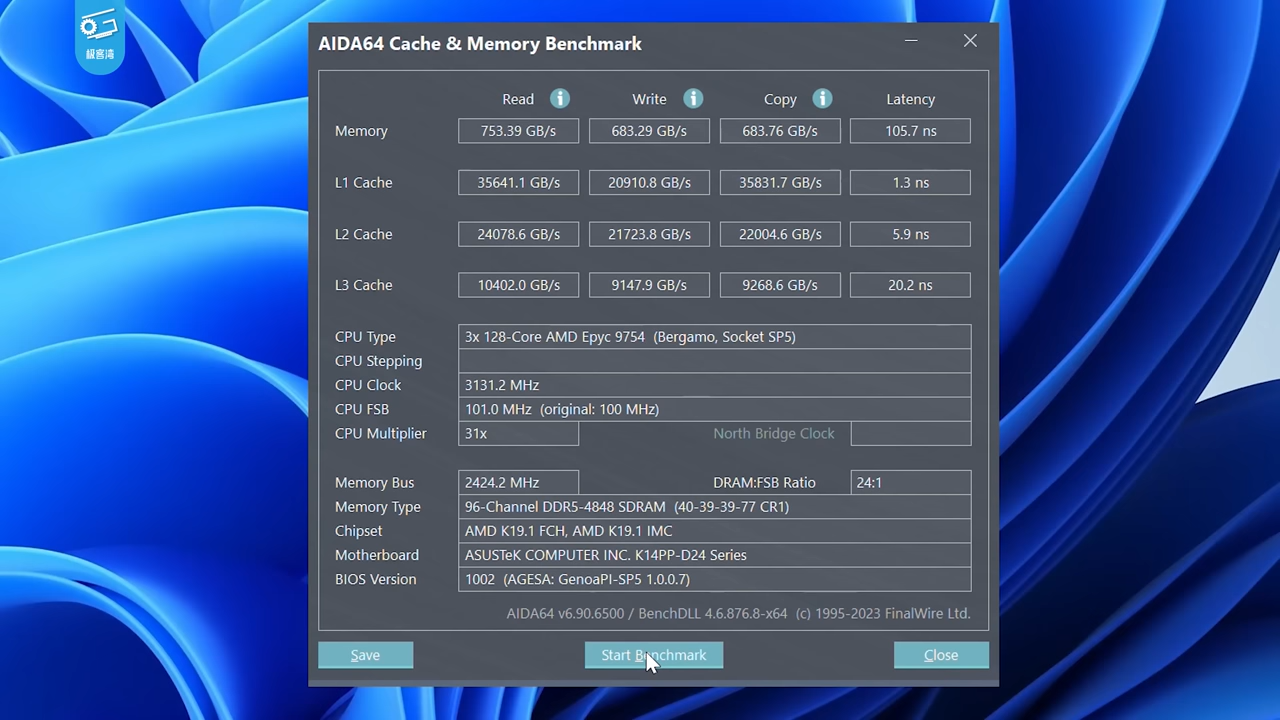 极客湾
AIDA64 Cache & Memory Benchmark
Read Write Copy Latency
Memory 753.39 GB/s 683.29 GB/s 683.76 GB/s 105.7 ns
L1 Cache 35641.1 GB/s 20910.8 GB/s 35831.7 GB/s 1.3 ns
L2 Cache 24078.6 GB/s 21723.8 GB/s 22004.6 GB/s 5.9 ns
L3 Cache 10402.0 GB/s 9147.9 GB/s 9268.6 GB/s 20.2 ns
CPU Type 3x 128-Core AMD Epyc 9754 (Bergamo, Socket SP5)
CPU Stepping
CPU Clock 3131.2 MHz
CPU FSB 101.0 MHz (original: 100 MHz)
CPU Multiplier 31x North Bridge Clock
Memory Bus 2424.2 MHz DRAM:FSB Ratio 24:1
Memory Type 96-Channel DDR5-4848 SDRAM (40-39-39-77 CR1)
Chipset AMD K19.1 FCH, AMD K19.1 IMC
Motherboard ASUSTeK COMPUTER INC. K14PP-D24 Series
BIOS Version 1002 (AGESA: GenoaPI-SP5 1.0.0.7)
AIDA64 v6.90.6500 / BenchDLL 4.6.876.8-x64 (c) 1995-2023 FinalWire Ltd.
Save Start Benchmark Close